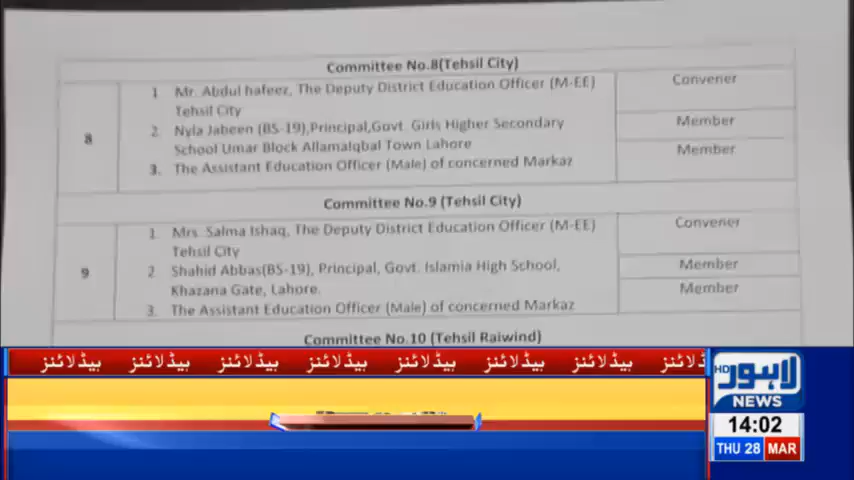 Committee No.8(Tehsil City)
8
1 Mr. Abdul hafeez, The Deputy District Education Officer (M-EE)
Tehsil City
Convener
2. Nyla Jabeen (BS-19),Principal,Govt. Girls Higher Secondary
School Umar Block AllamaIqbal Town Lahore
Member
3. The Assistant Education Officer (Male) of concerned Markaz
Member
Committee No.9 (Tehsil City)
9
1. Mrs. Salma Ishaq, The Deputy District Education Officer (M-EE)
Tehsil City
Convener
2 Shahid Abbas(BS-19), Principal, Govt. Islamia High School,
Khazana Gate, Lahore.
Member
3. The Assistant Education Officer (Male) of concerned Markaz
Member
Committee No.10 (Tehsil Raiwind)
ہیڈلائنز ہیڈلائنز ہیڈلائنز ہیڈلائنز ہیڈلائنز ہیڈلائنز ہیڈلائنز
HD لاہور
NEWS
14:02
THU 28 MAR